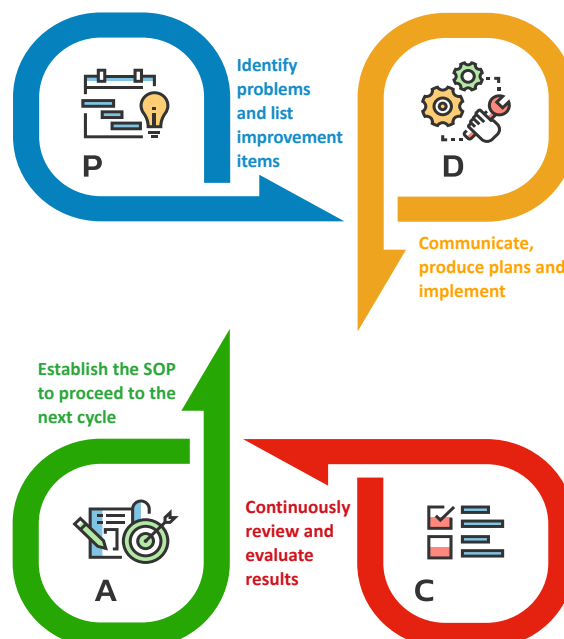 P
Identify
problems
and list
improvement
items
D
Communicate,
produce plans and
implement
Establish the SOP
to proceed to the
next cycle
A
Continuously
review and
evaluate
results
C